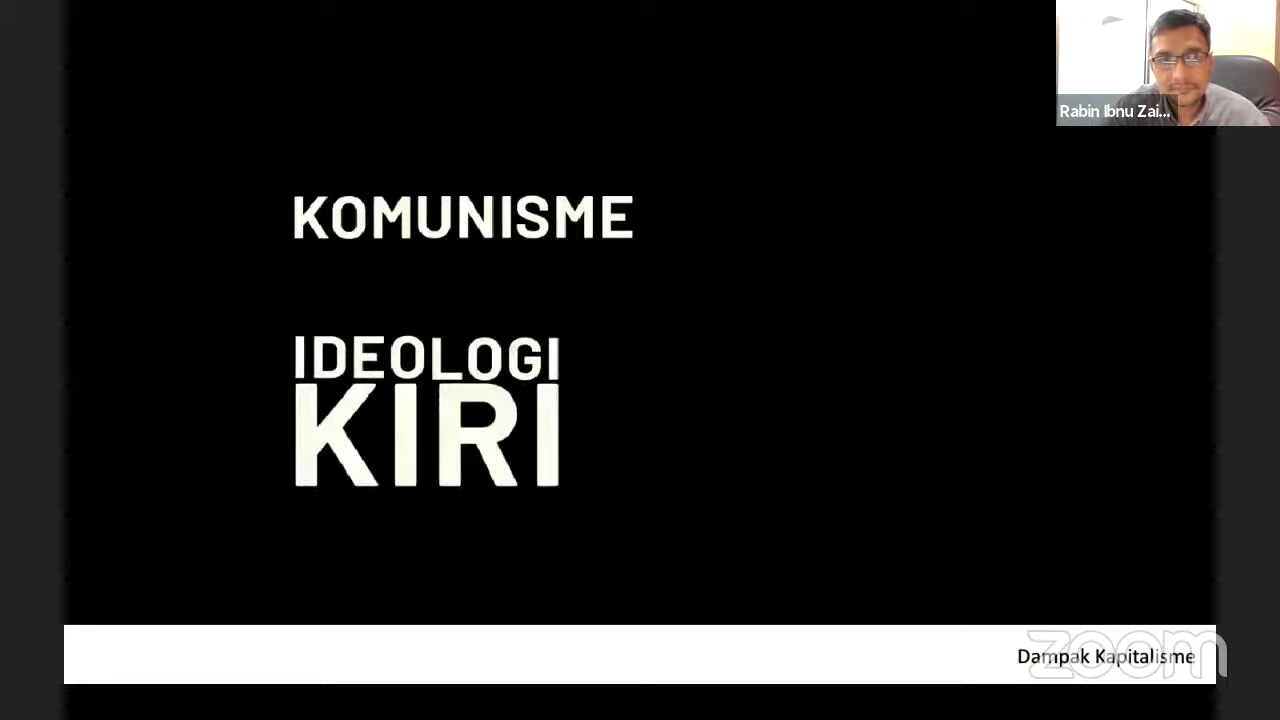 Rabin Ibnu Zai...
KOMUNISME
IDEOLOGI
KIRI
Dampak Kapitalisme
zoom